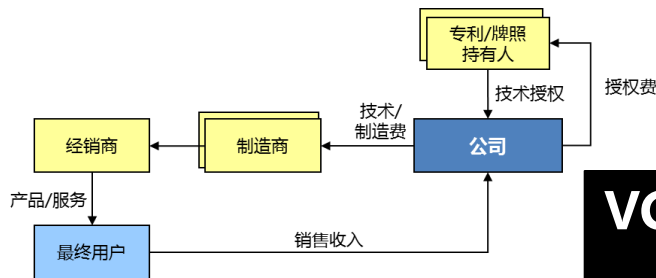 专利/牌照
持有人
技术授权
授权费
技术/
制造费
经销商
制造商
公司
产品/服务
最终用户
销售收入